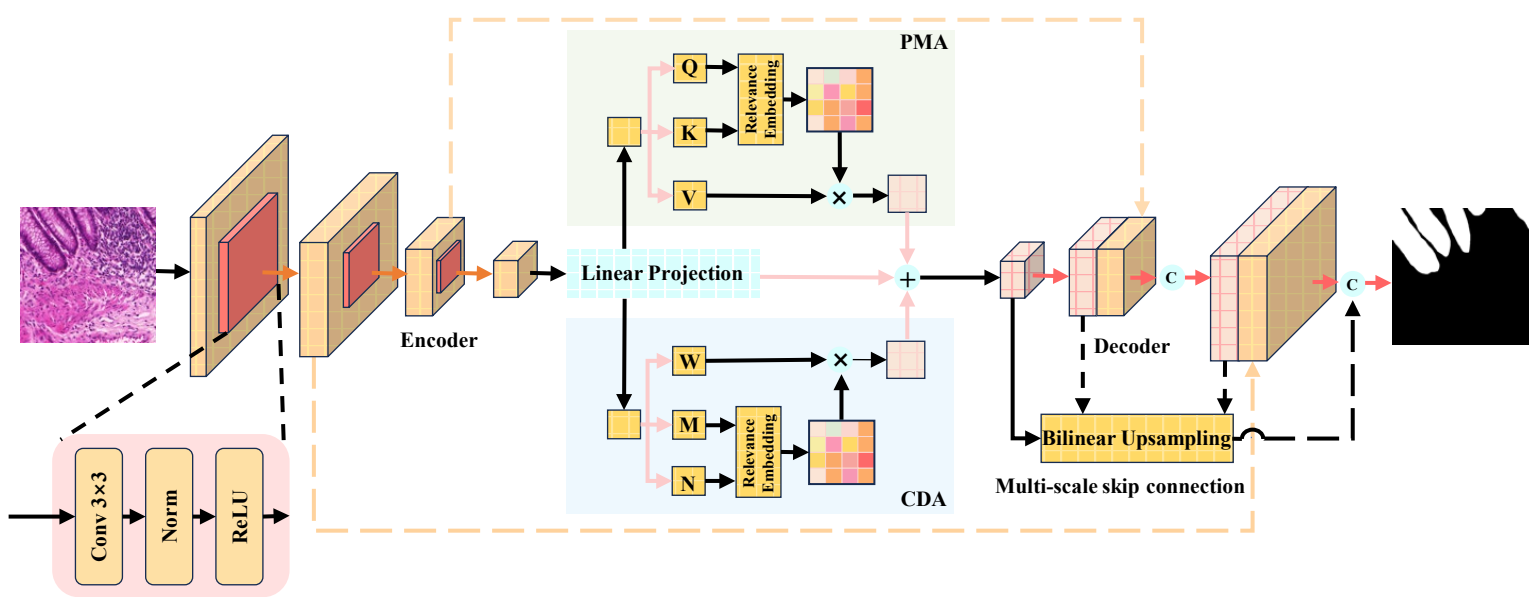 PMA
Q
K
V
Relevance
Embedding
×
Encoder
Linear Projection
+
C
C
Decoder
W
M
N
Relevance
Embedding
×
CDA
Bilinear Upsampling
Multi-scale skip connection
Conv 3×3
Norm
ReLU